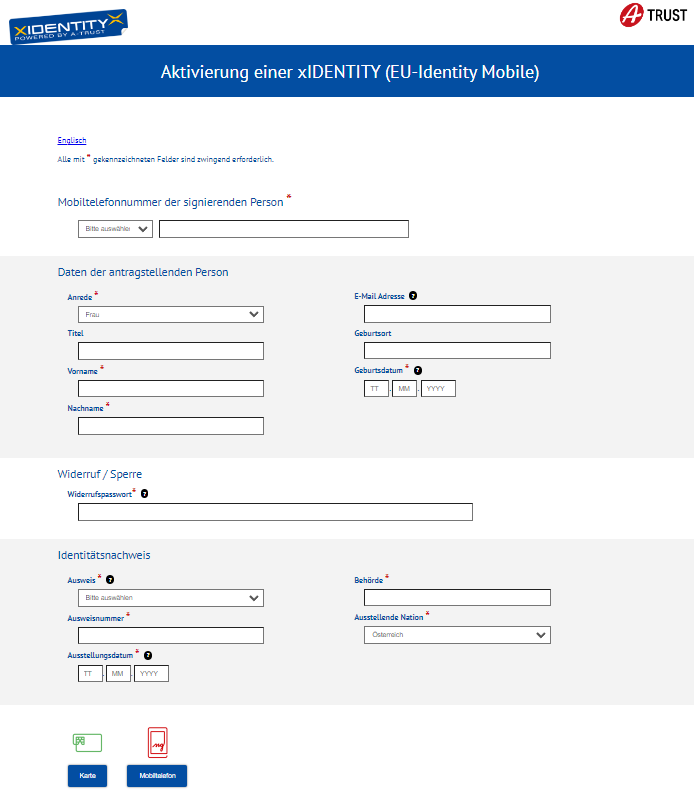 XIDENTITY
POWERED BY A-TRUST
A TRUST
Aktivierung einer xIDENTITY (EU-Identity Mobile)
Englisch
Alle mit * gekennzeichneten Felder sind zwingend erforderlich.
Mobiltelefonnummer der signierenden Person *
Bitte auswählen
Daten der antragstellenden Person
Anrede *
Frau
Titel
Vorname *
Nachname *
E-Mail Adresse ?
Geburtsort
Geburtsdatum * ?
TT . MM . YYYY
Widerruf / Sperre
Widerrufspasswort * ?
Identitätsnachweis
Ausweis * ?
Bitte auswählen
Ausweisnummer *
Ausstellungsdatum * ?
TT . MM . YYYY
Behörde *
Ausstellende Nation *
Österreich
Karte
Mobiltelefon